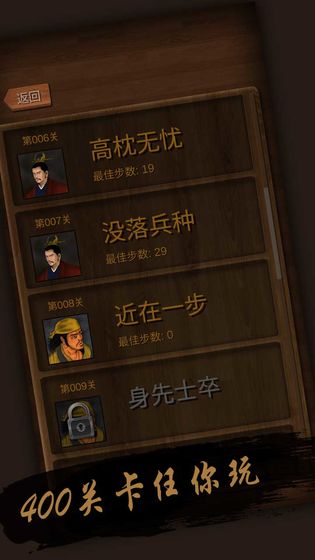 返回
第006关
高枕无忧
最佳步数: 19
第007关
没落兵种
最佳步数: 29
第008关
近在一步
最佳步数: 0
第009关
身先士卒
400关卡任你玩